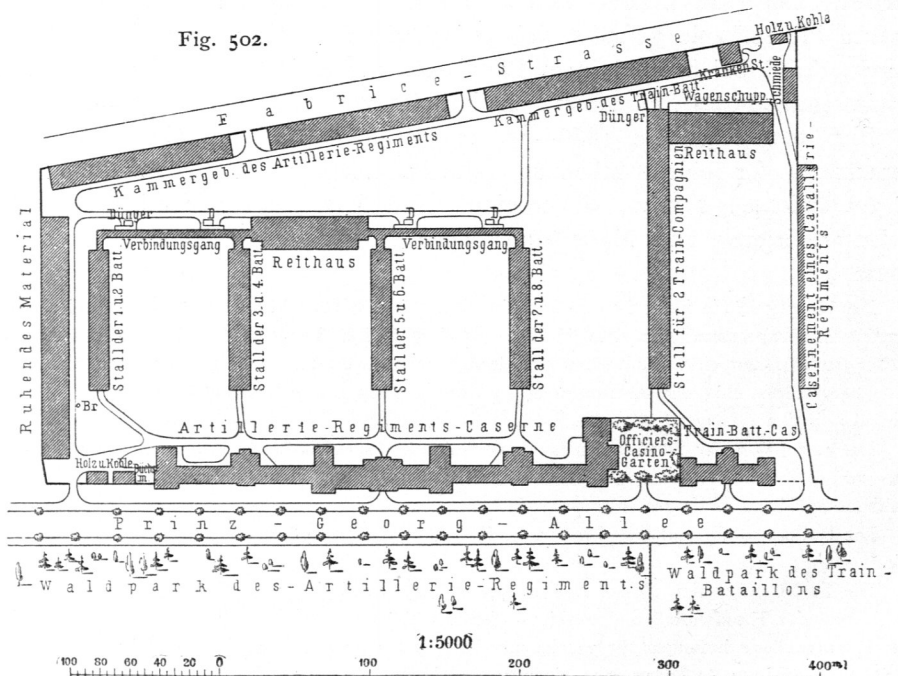 Fig. 502.
Holz u. Kohle
Fabrice-Strasse
Kranken St.
Schmiede
Kammergeb. des Train-Batt.
Wagenschupp.
Dünger
Kammergeb. des Artillerie-Regiments
Reithaus
Dünger
D
D
D
Verbindungsgang
Reithaus
Verbindungsgang
Ruhendes Material
Stall der 1. u. 2 Batt.
Stall der 3. u. 4. Batt.
Stall der 5. u 6. Batt.
Stall der 7. u. 8. Batt.
Stall für 2 Train-Compagnien
Casernement eines Cavallerie-
Regiments
Br
Artillerie-Regiments-Caserne
Train-Batt.-Cas.
Officiers-
Casino-
Garten
Holz u. Kohle
Büchs
m.
Prinz-Georg-Allee
Waldpark des-Artillerie-Regiments
Waldpark des Train-
Bataillons
1:5000
100 80 60 40 20 0 100 200 300 400 m